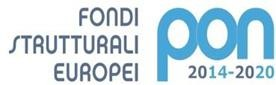 FONDI
STRUTTURALI
EUROPEI
pon
2014-2020